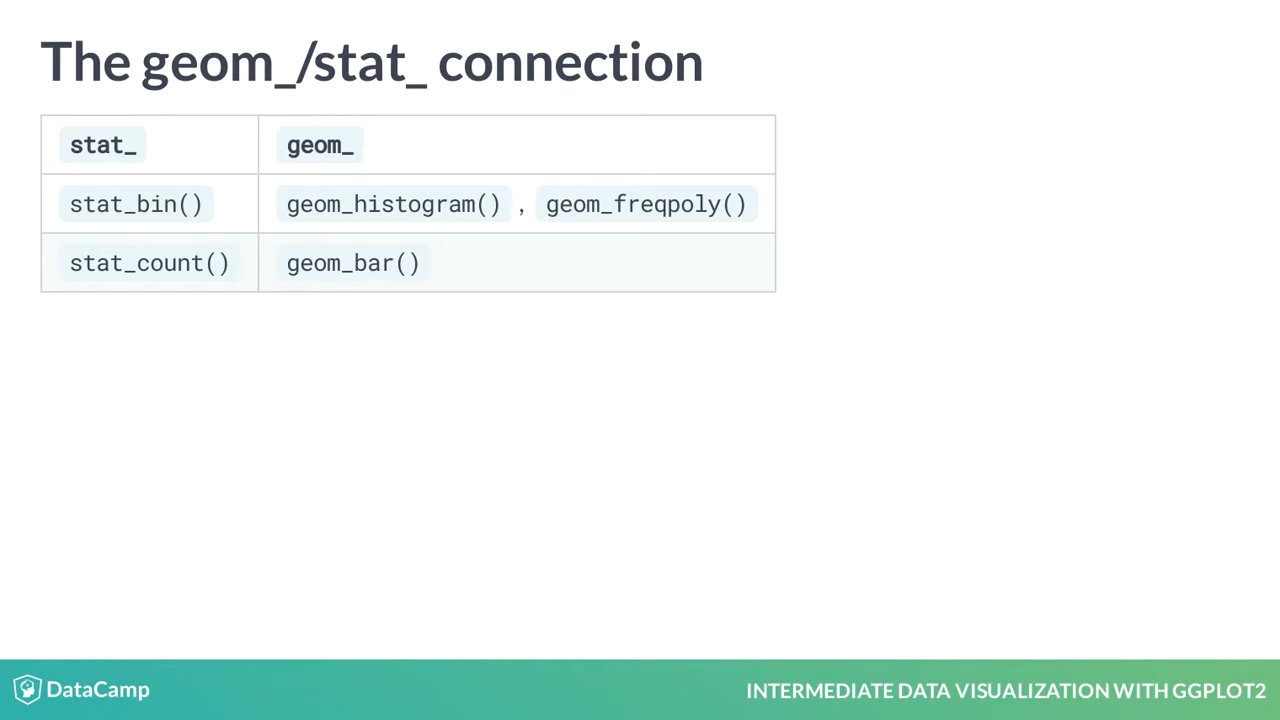 The geom_/stat_ connection
stat_ geom_
stat_bin() geom_histogram() , geom_freqpoly()
stat_count() geom_bar()
DataCamp INTERMEDIATE DATA VISUALIZATION WITH GGPLOT2